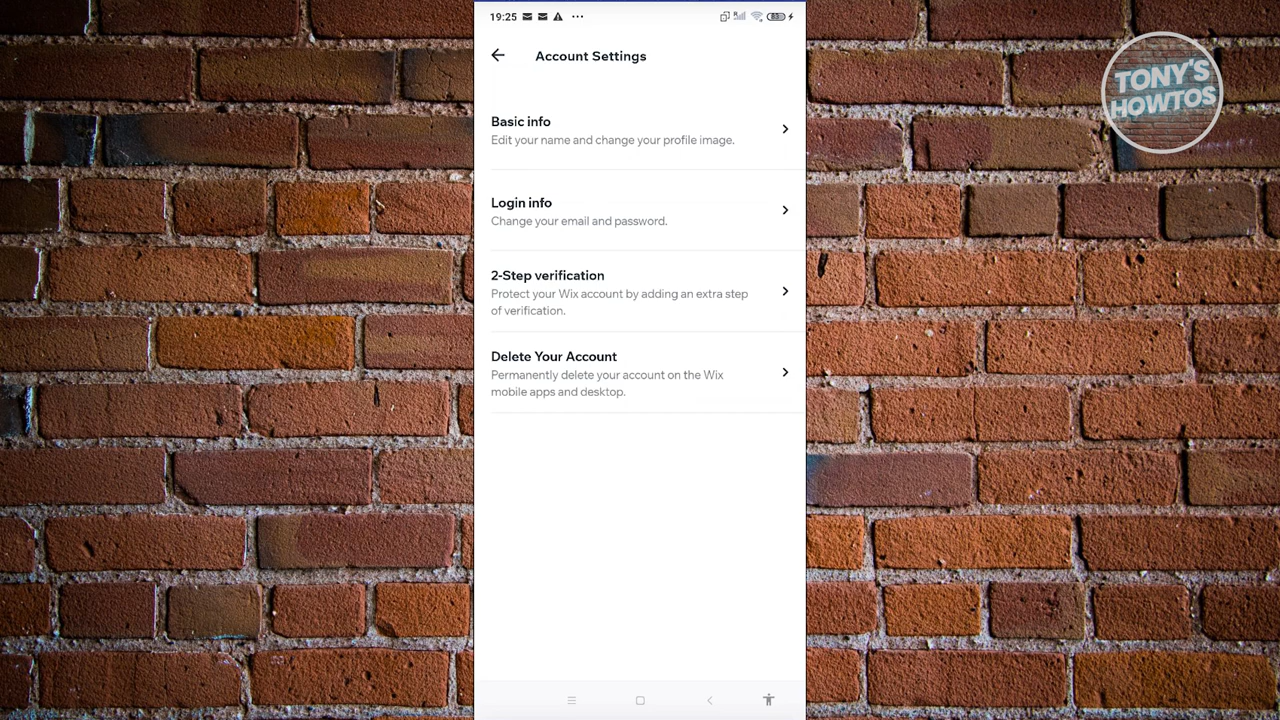 19:25
85
Account Settings
TONY'S
HOWTOS
Basic info
Edit your name and change your profile image.
Login info
Change your email and password.
2-Step verification
Protect your Wix account by adding an extra step
of verification.
Delete Your Account
Permanently delete your account on the Wix
mobile apps and desktop.